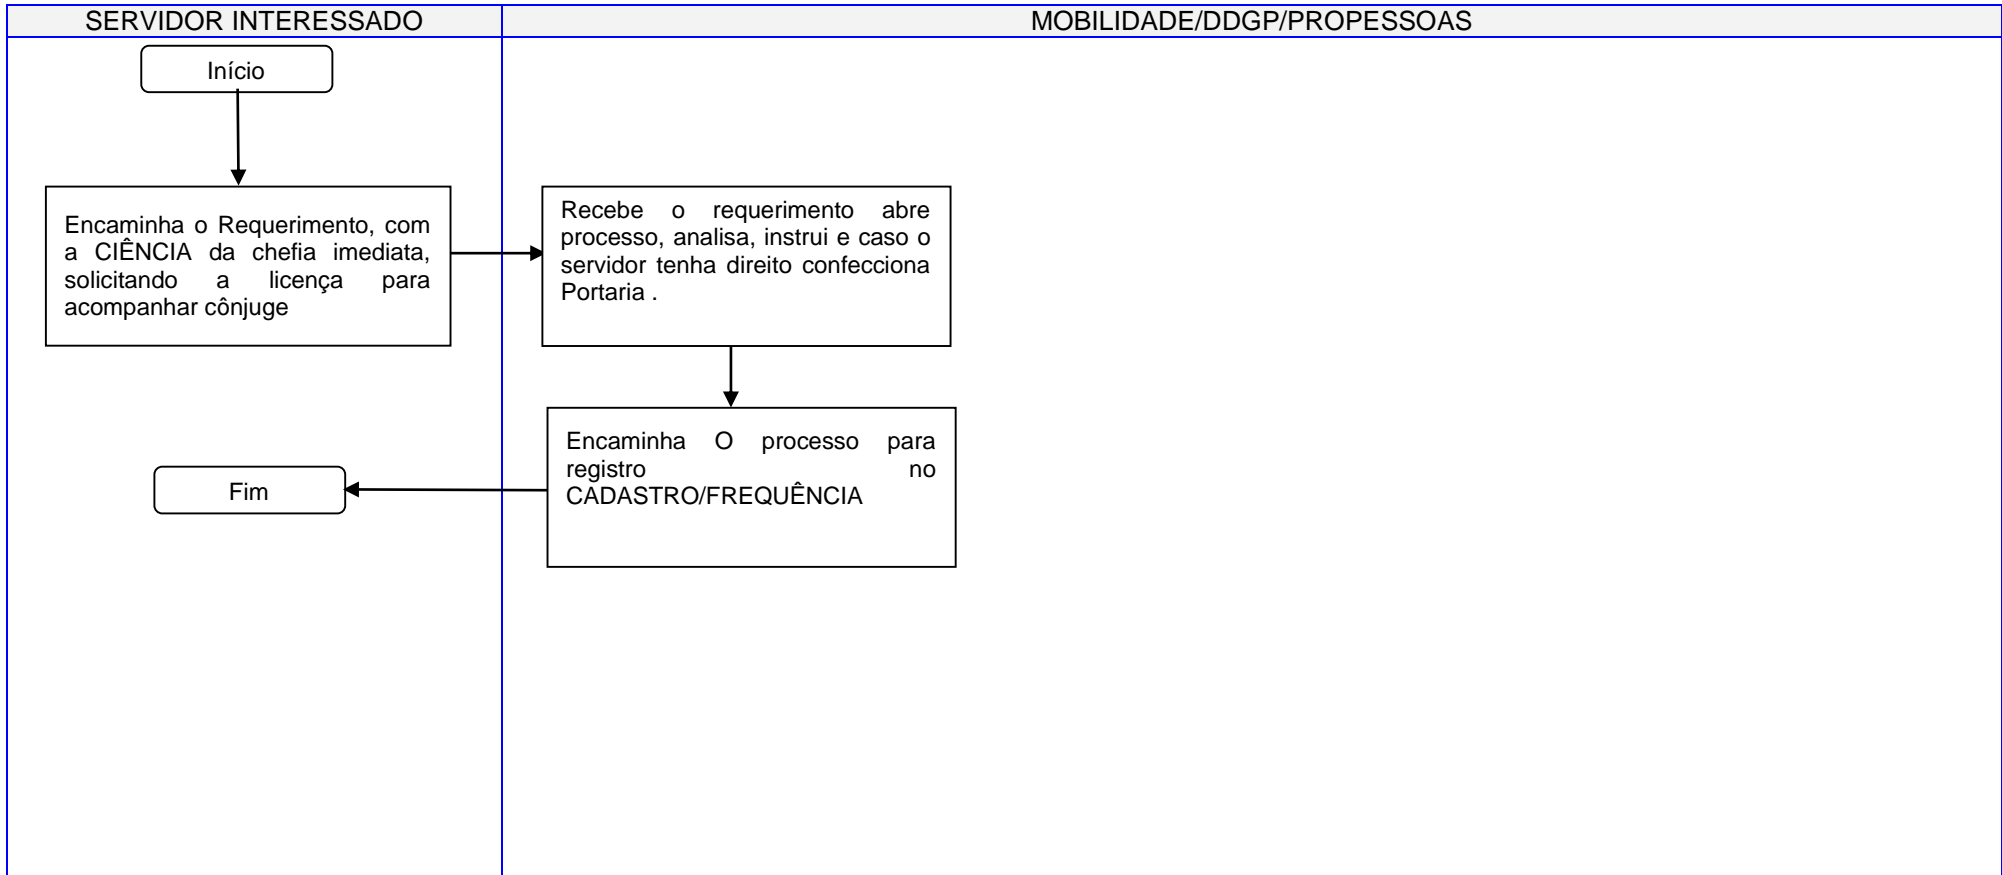 SERVIDOR INTERESSADO
MOBILIDADE/DDGP/PROPESSOAS
Início
Encaminha o Requerimento, com
a CIÊNCIA da chefia imediata,
solicitando a licença para
acompanhar cônjuge
Recebe o requerimento abre
processo, analisa, instrui e caso o
servidor tenha direito confecciona
Portaria .
Encaminha O processo para
registro no
CADASTRO/FREQUÊNCIA
Fim